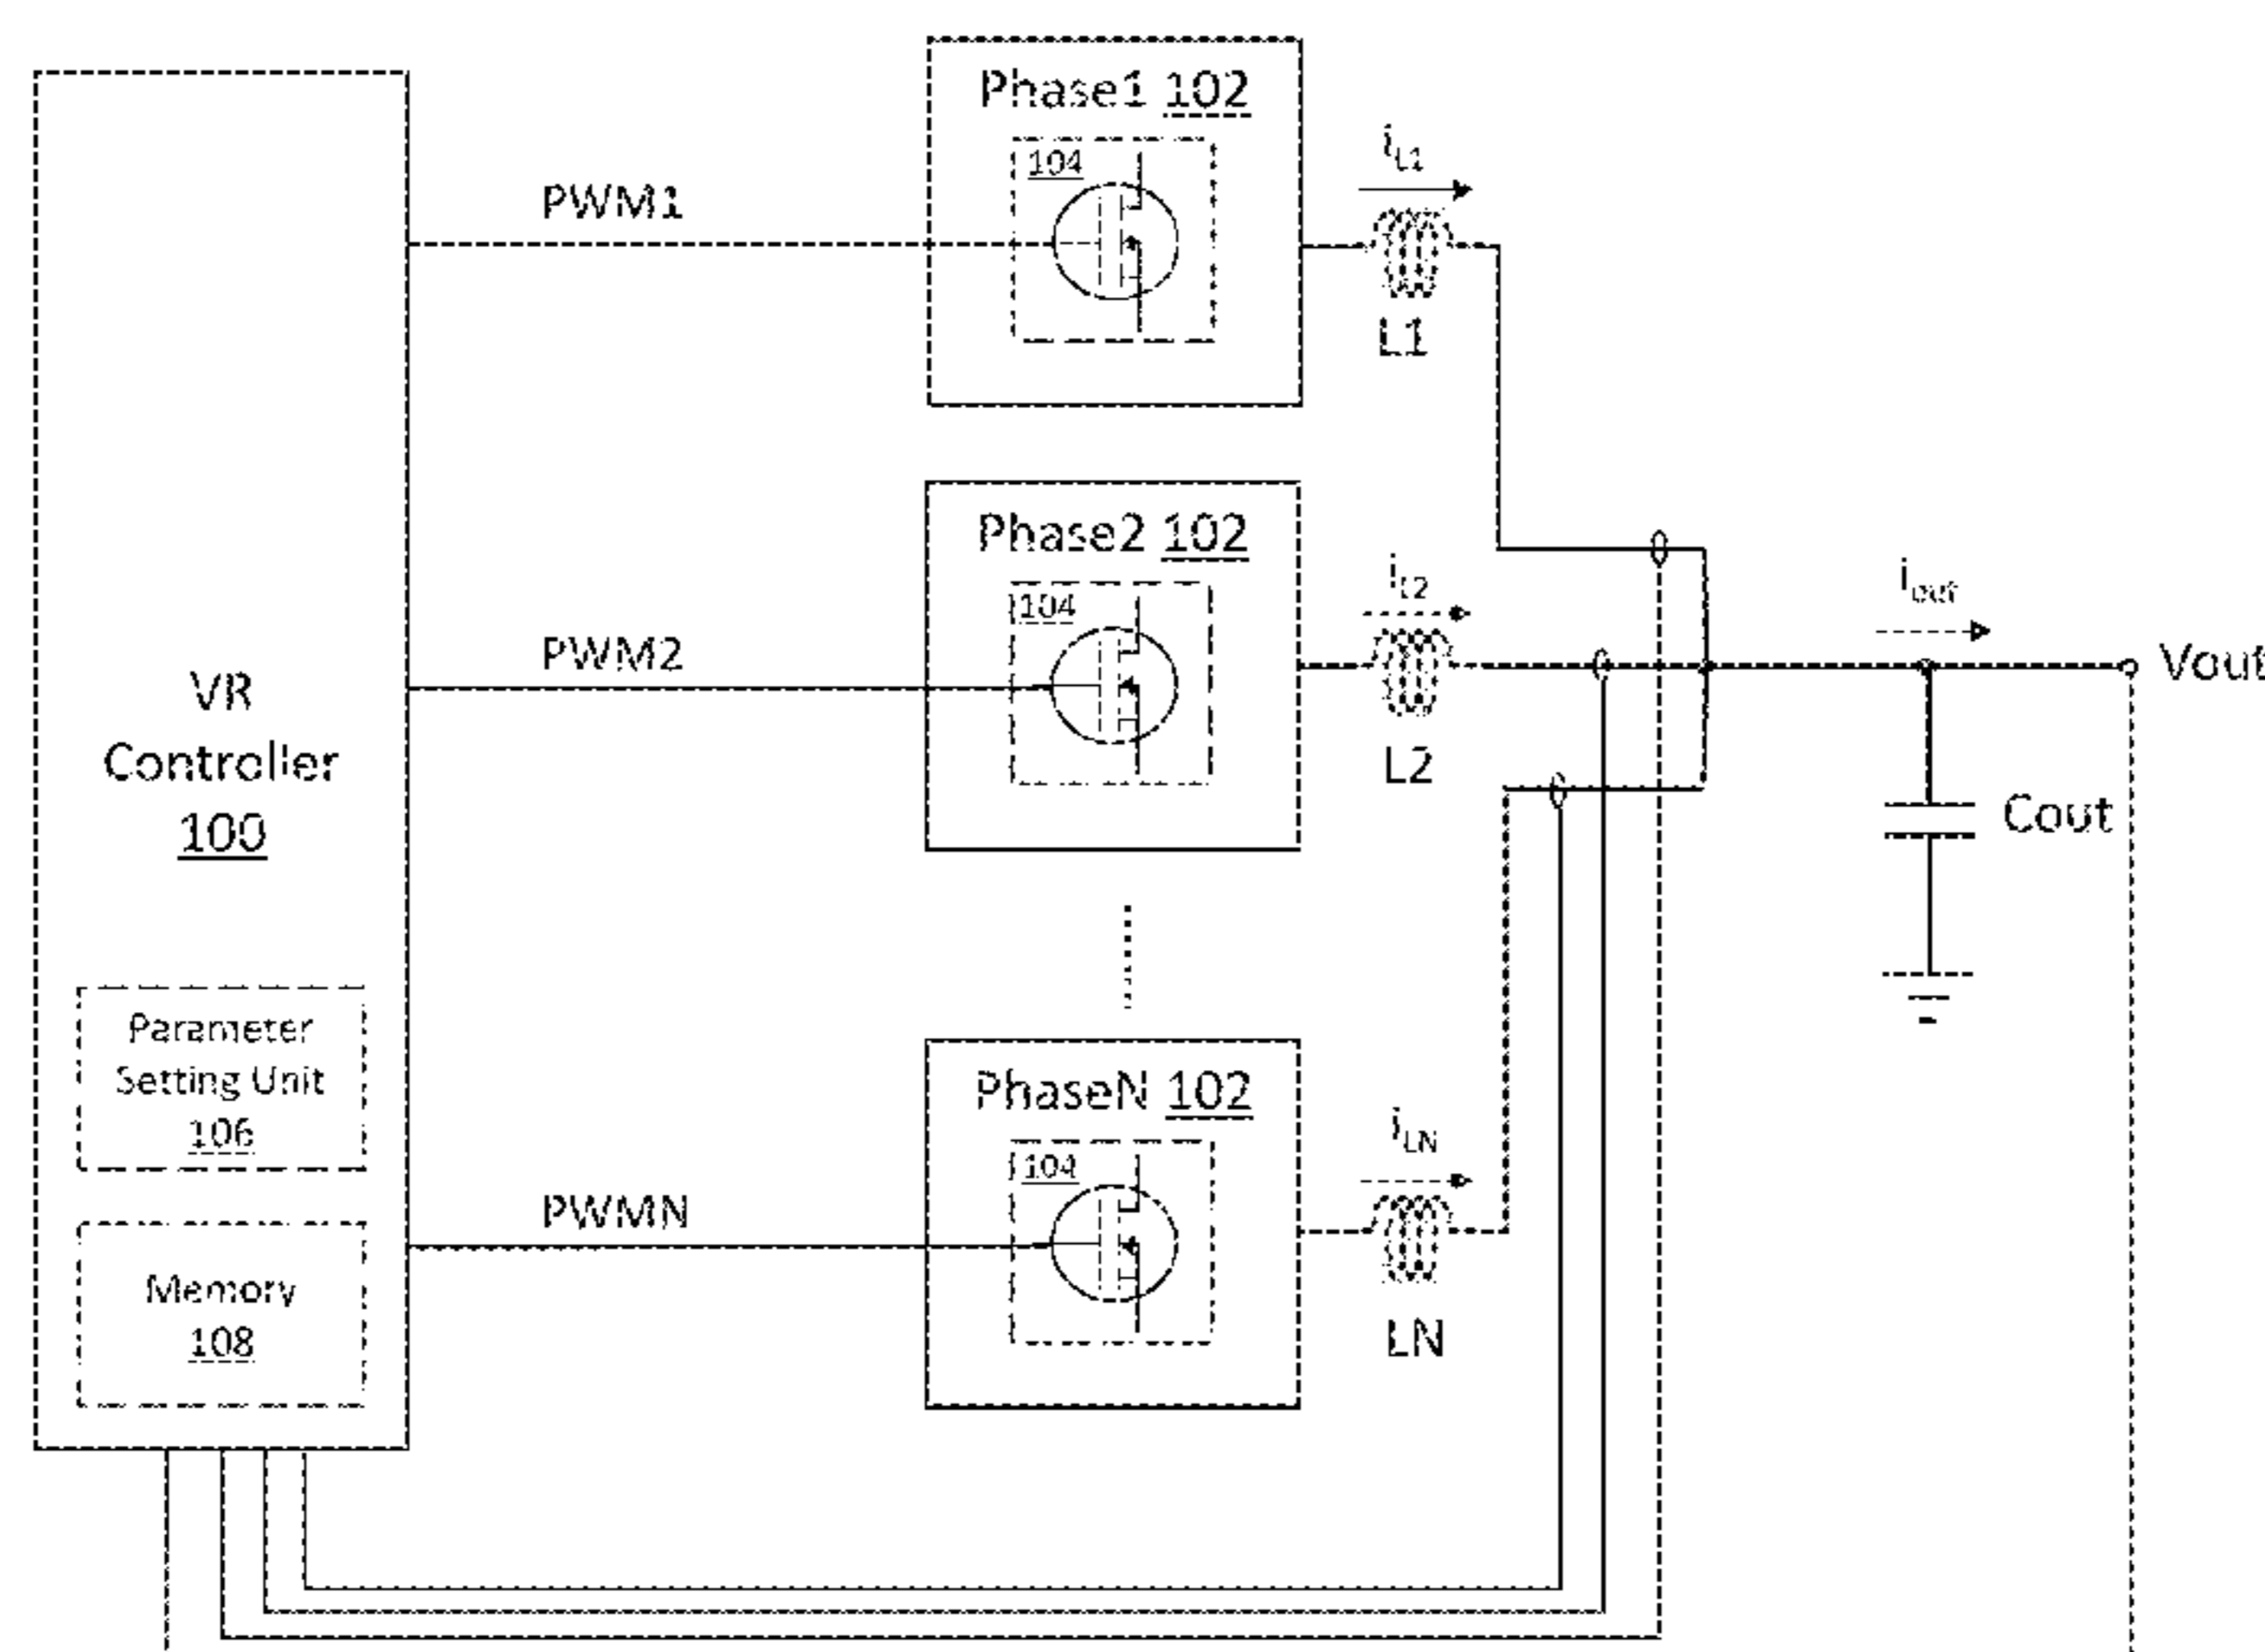 Phase1 102
104
PWM1
iL1
L1
Phase2 102
104
PWM2
iL2
L2
iout
Vout
Cout
VR
Controller
100
Parameter
Setting Unit
106
Memory
108
PhaseN 102
104
PWMN
iLN
LN